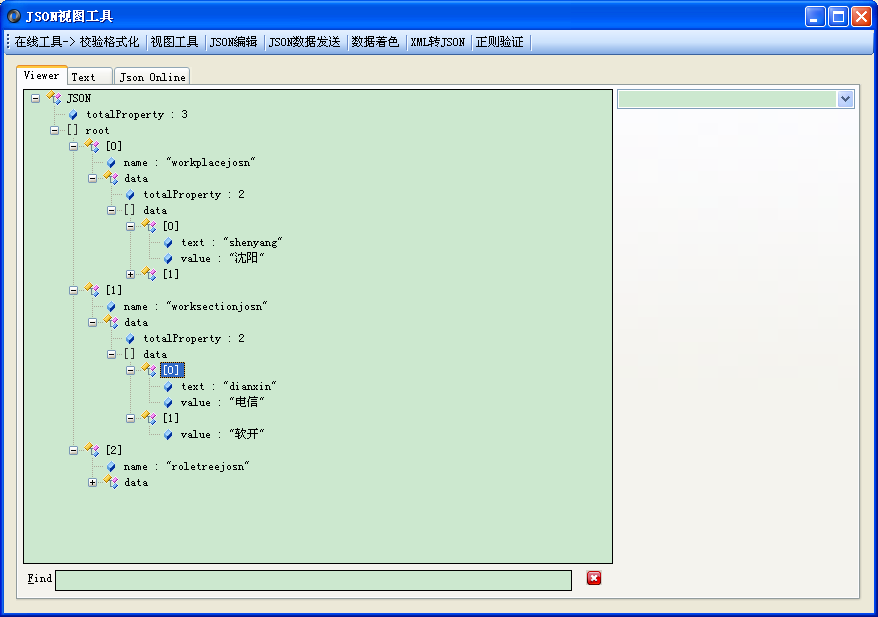 JSON视图工具
在线工具-> 校验格式化 视图工具 JSON编辑 JSON数据发送 数据着色 XML转JSON 正则验证
Viewer Text Json Online
JSON
totalProperty : 3
[] root
[0]
name : "workplacejosn"
data
totalProperty : 2
[] data
[0]
text : "shenyang"
value : "沈阳"
[1]
[1]
name : "worksectionjosn"
data
totalProperty : 2
[] data
[0]
text : "dianxin"
value : "电信"
[1]
value : "软开"
[2]
name : "roletreejosn"
data
Find